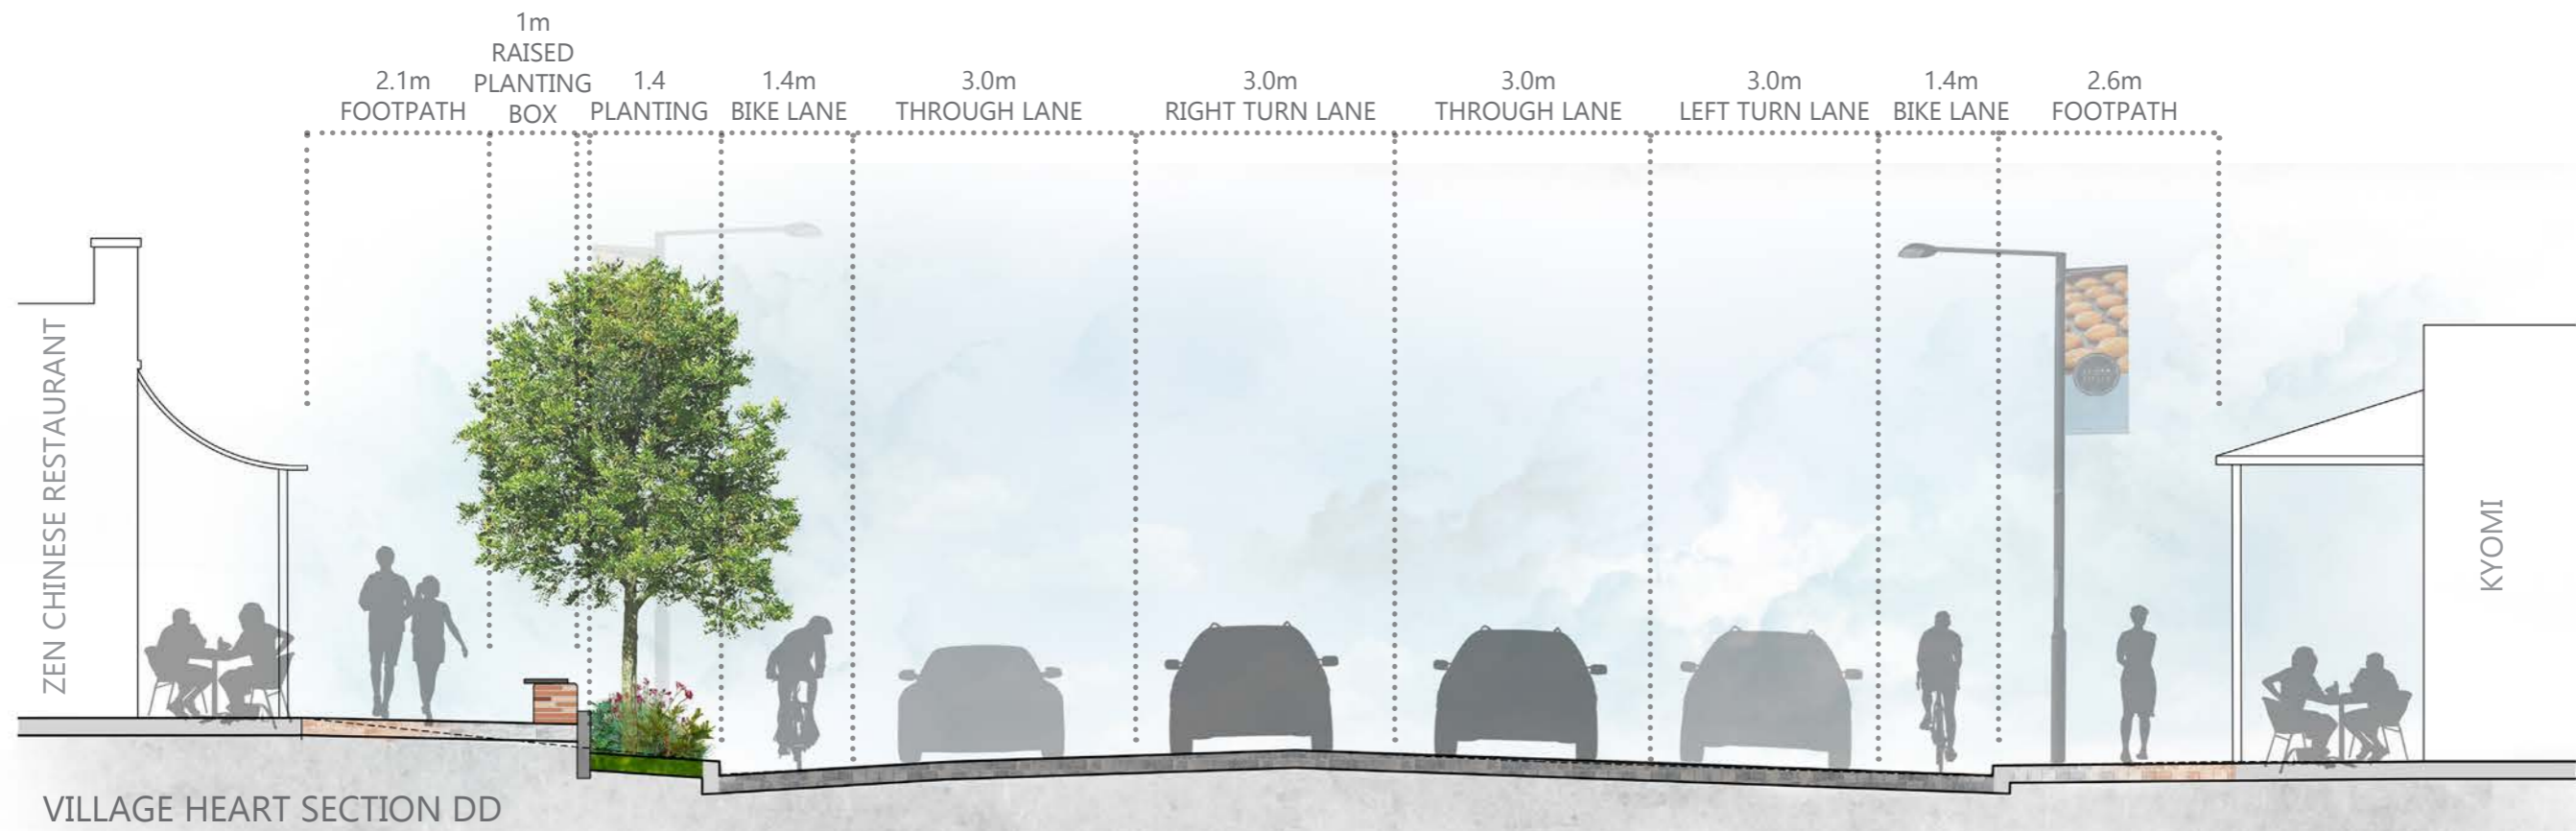 1m
RAISED
PLANTING
BOX
2.1m
FOOTPATH
1.4
PLANTING
1.4m
BIKE LANE
3.0m
THROUGH LANE
3.0m
RIGHT TURN LANE
3.0m
THROUGH LANE
3.0m
LEFT TURN LANE
1.4m
BIKE LANE
2.6m
FOOTPATH
ZEN CHINESE RESTAURANT
KYOMI
VILLAGE HEART SECTION DD